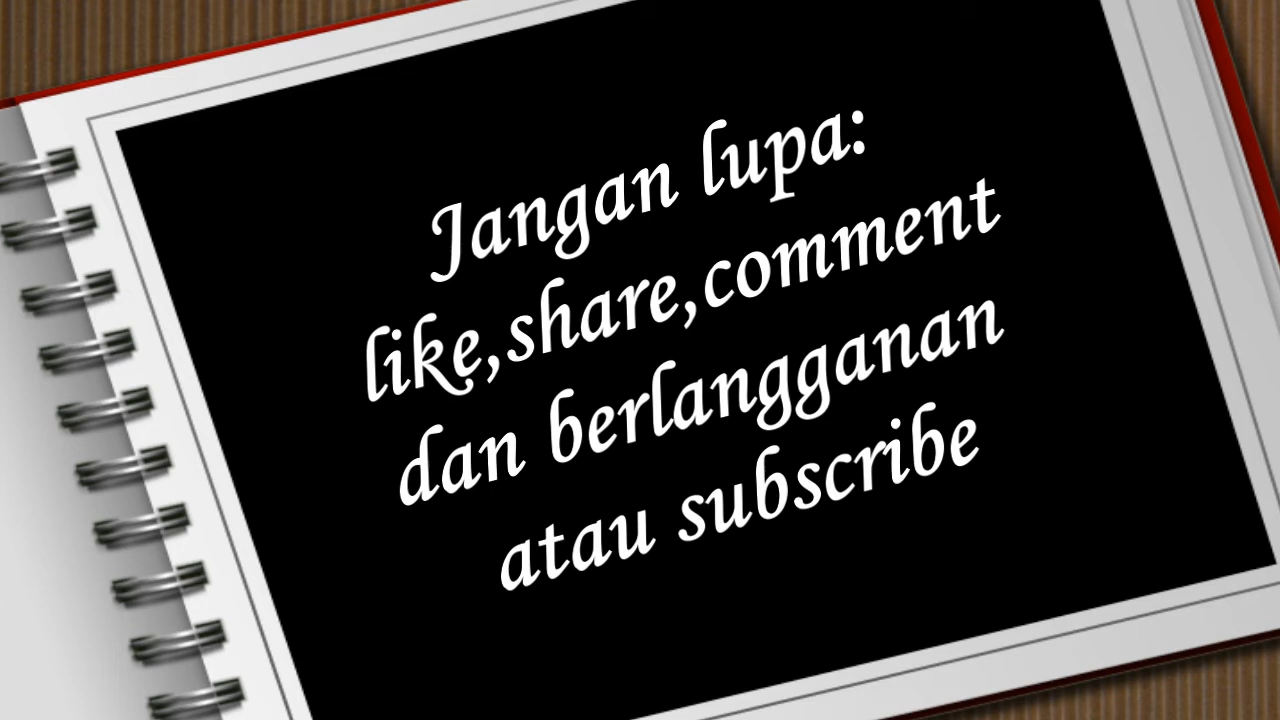 Jangan lupa:
like,share,comment
dan berlangganan
atau subscribe